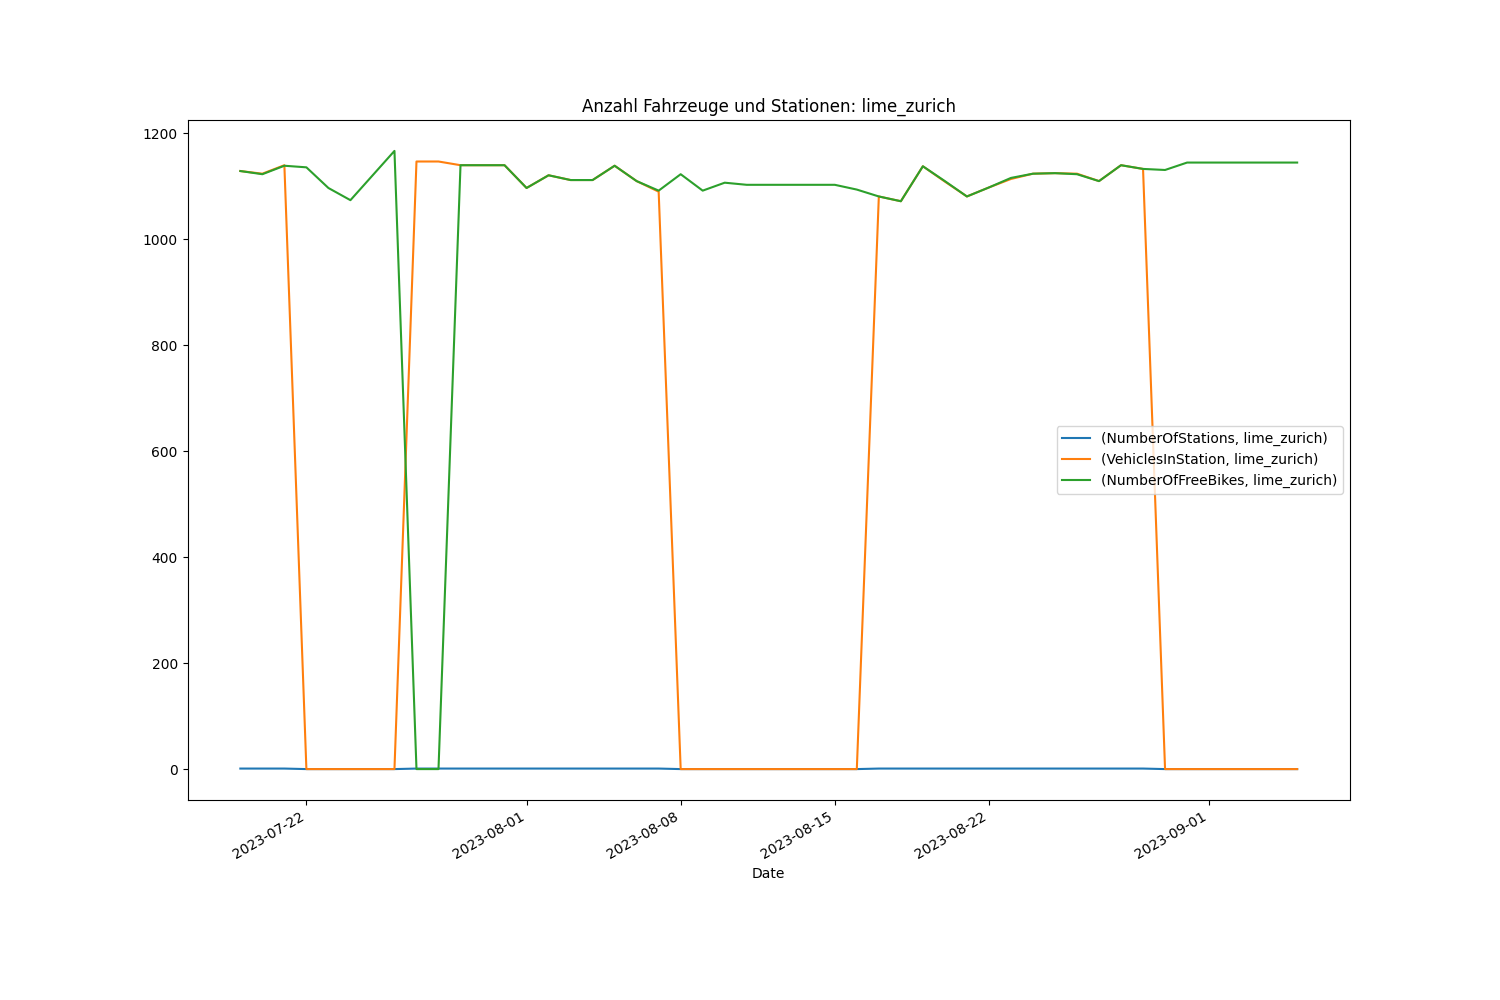 Anzahl Fahrzeuge und Stationen: lime_zurich
1200
1000
800
600
400
200
0
(NumberOfStations, lime_zurich)
(VehiclesInStation, lime_zurich)
(NumberOfFreeBikes, lime_zurich)
2023-07-22
2023-08-01
2023-08-08
2023-08-15
2023-08-22
2023-09-01
Date